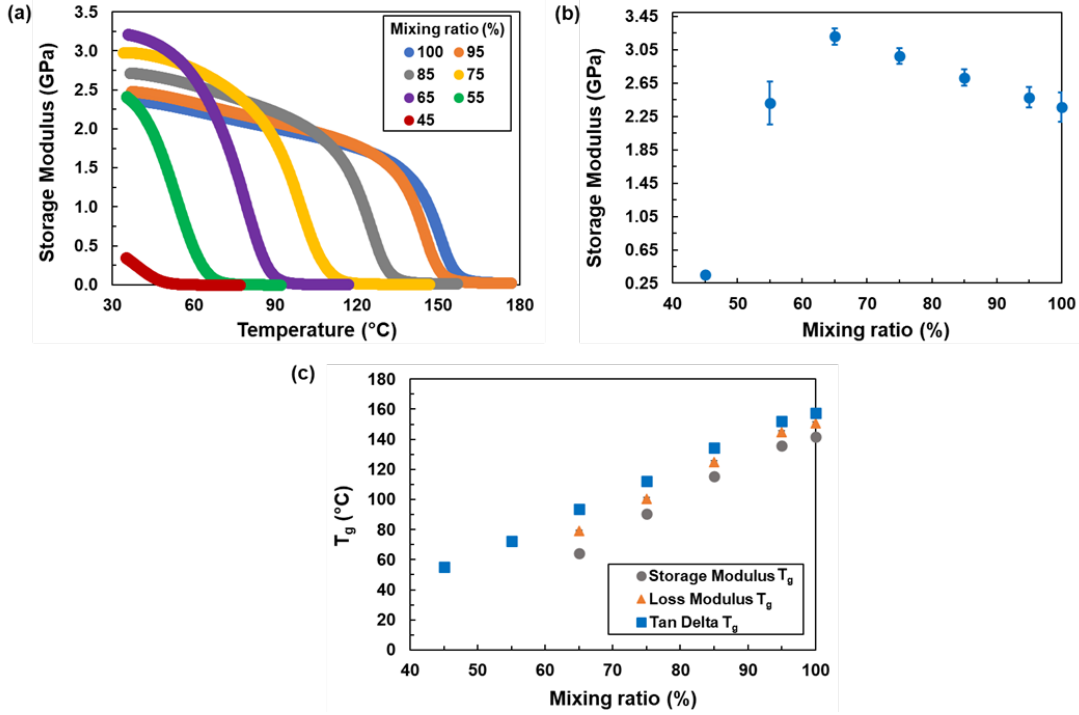 (a)
Storage Modulus (GPa)
3.5
3.0
2.5
2.0
1.5
1.0
0.5
0.0
Mixing ratio (%)
100 95
85 75
65 55
45
30 60 90 120 150 180
Temperature (°C)
(b)
Storage Modulus (GPa)
3.45
3.05
2.65
2.25
1.85
1.45
1.05
0.65
0.25
40 50 60 70 80 90 100
Mixing ratio (%)
(c)
Tg (°C)
180
160
140
120
100
80
60
40
20
0
Storage Modulus Tg
Loss Modulus Tg
Tan Delta Tg
40 50 60 70 80 90 100
Mixing ratio (%)